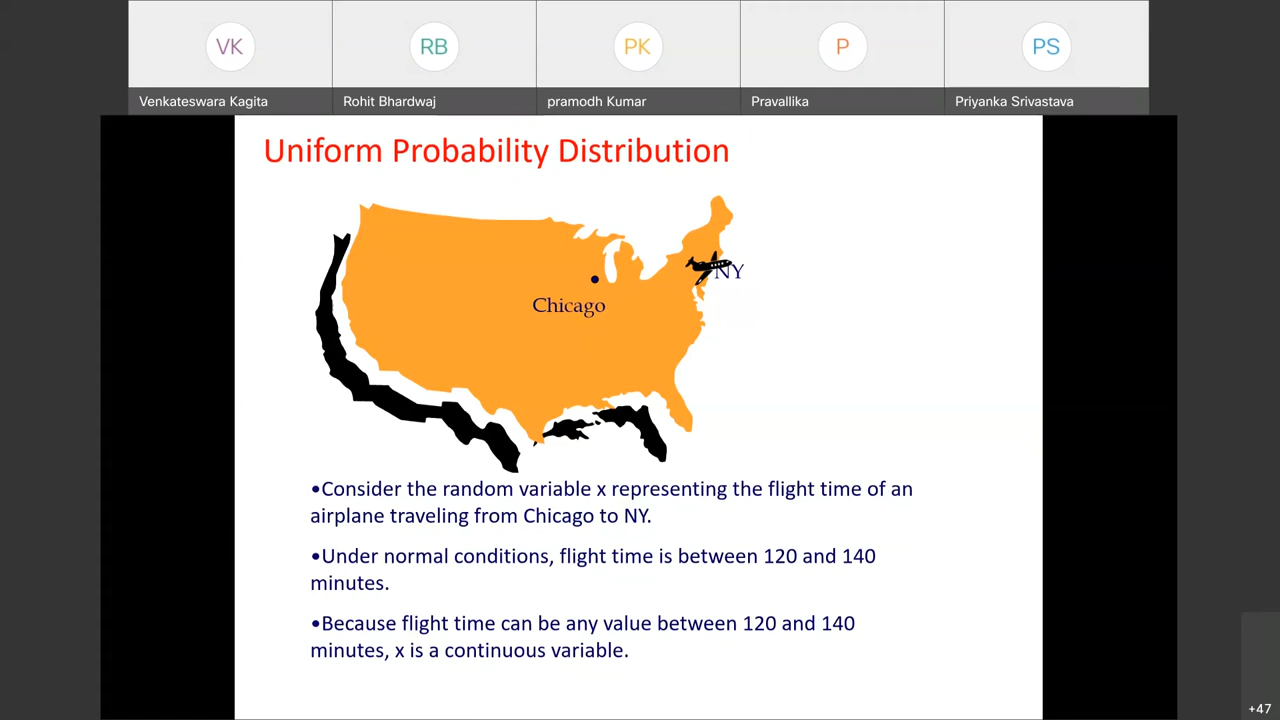 VK
RB
PK
P
PS
Venkateswara Kagita
Rohit Bhardwaj
pramodh Kumar
Pravallika
Priyanka Srivastava
Uniform Probability Distribution
NY
Chicago
•Consider the random variable x representing the flight time of an
airplane traveling from Chicago to NY.
•Under normal conditions, flight time is between 120 and 140
minutes.
•Because flight time can be any value between 120 and 140
minutes, x is a continuous variable.
+47